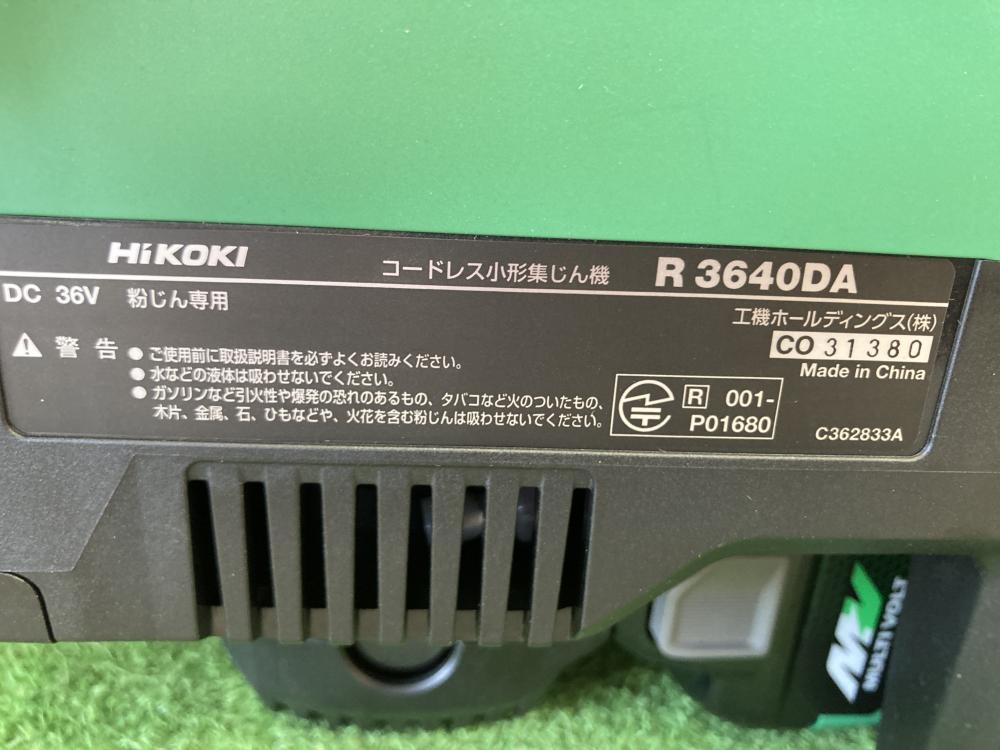 HiKOKI
コードレス小形集じん機 R 3640DA
DC 36V 粉じん専用
工機ホールディングス(株)
CO 31380
Made in China
⚠ 警告
● ご使用前に取扱説明書を必ずよくお読みください。
● 水などの液体は吸わせないでください。
● ガソリンなど引火性や爆発の恐れのあるもの、タバコなど火のついたもの、
木片、金属、石、ひもなどや、火花を含む粉じんは吸わせないでください。
R 001-
P01680
C362833A
MV
MULTI VOLT